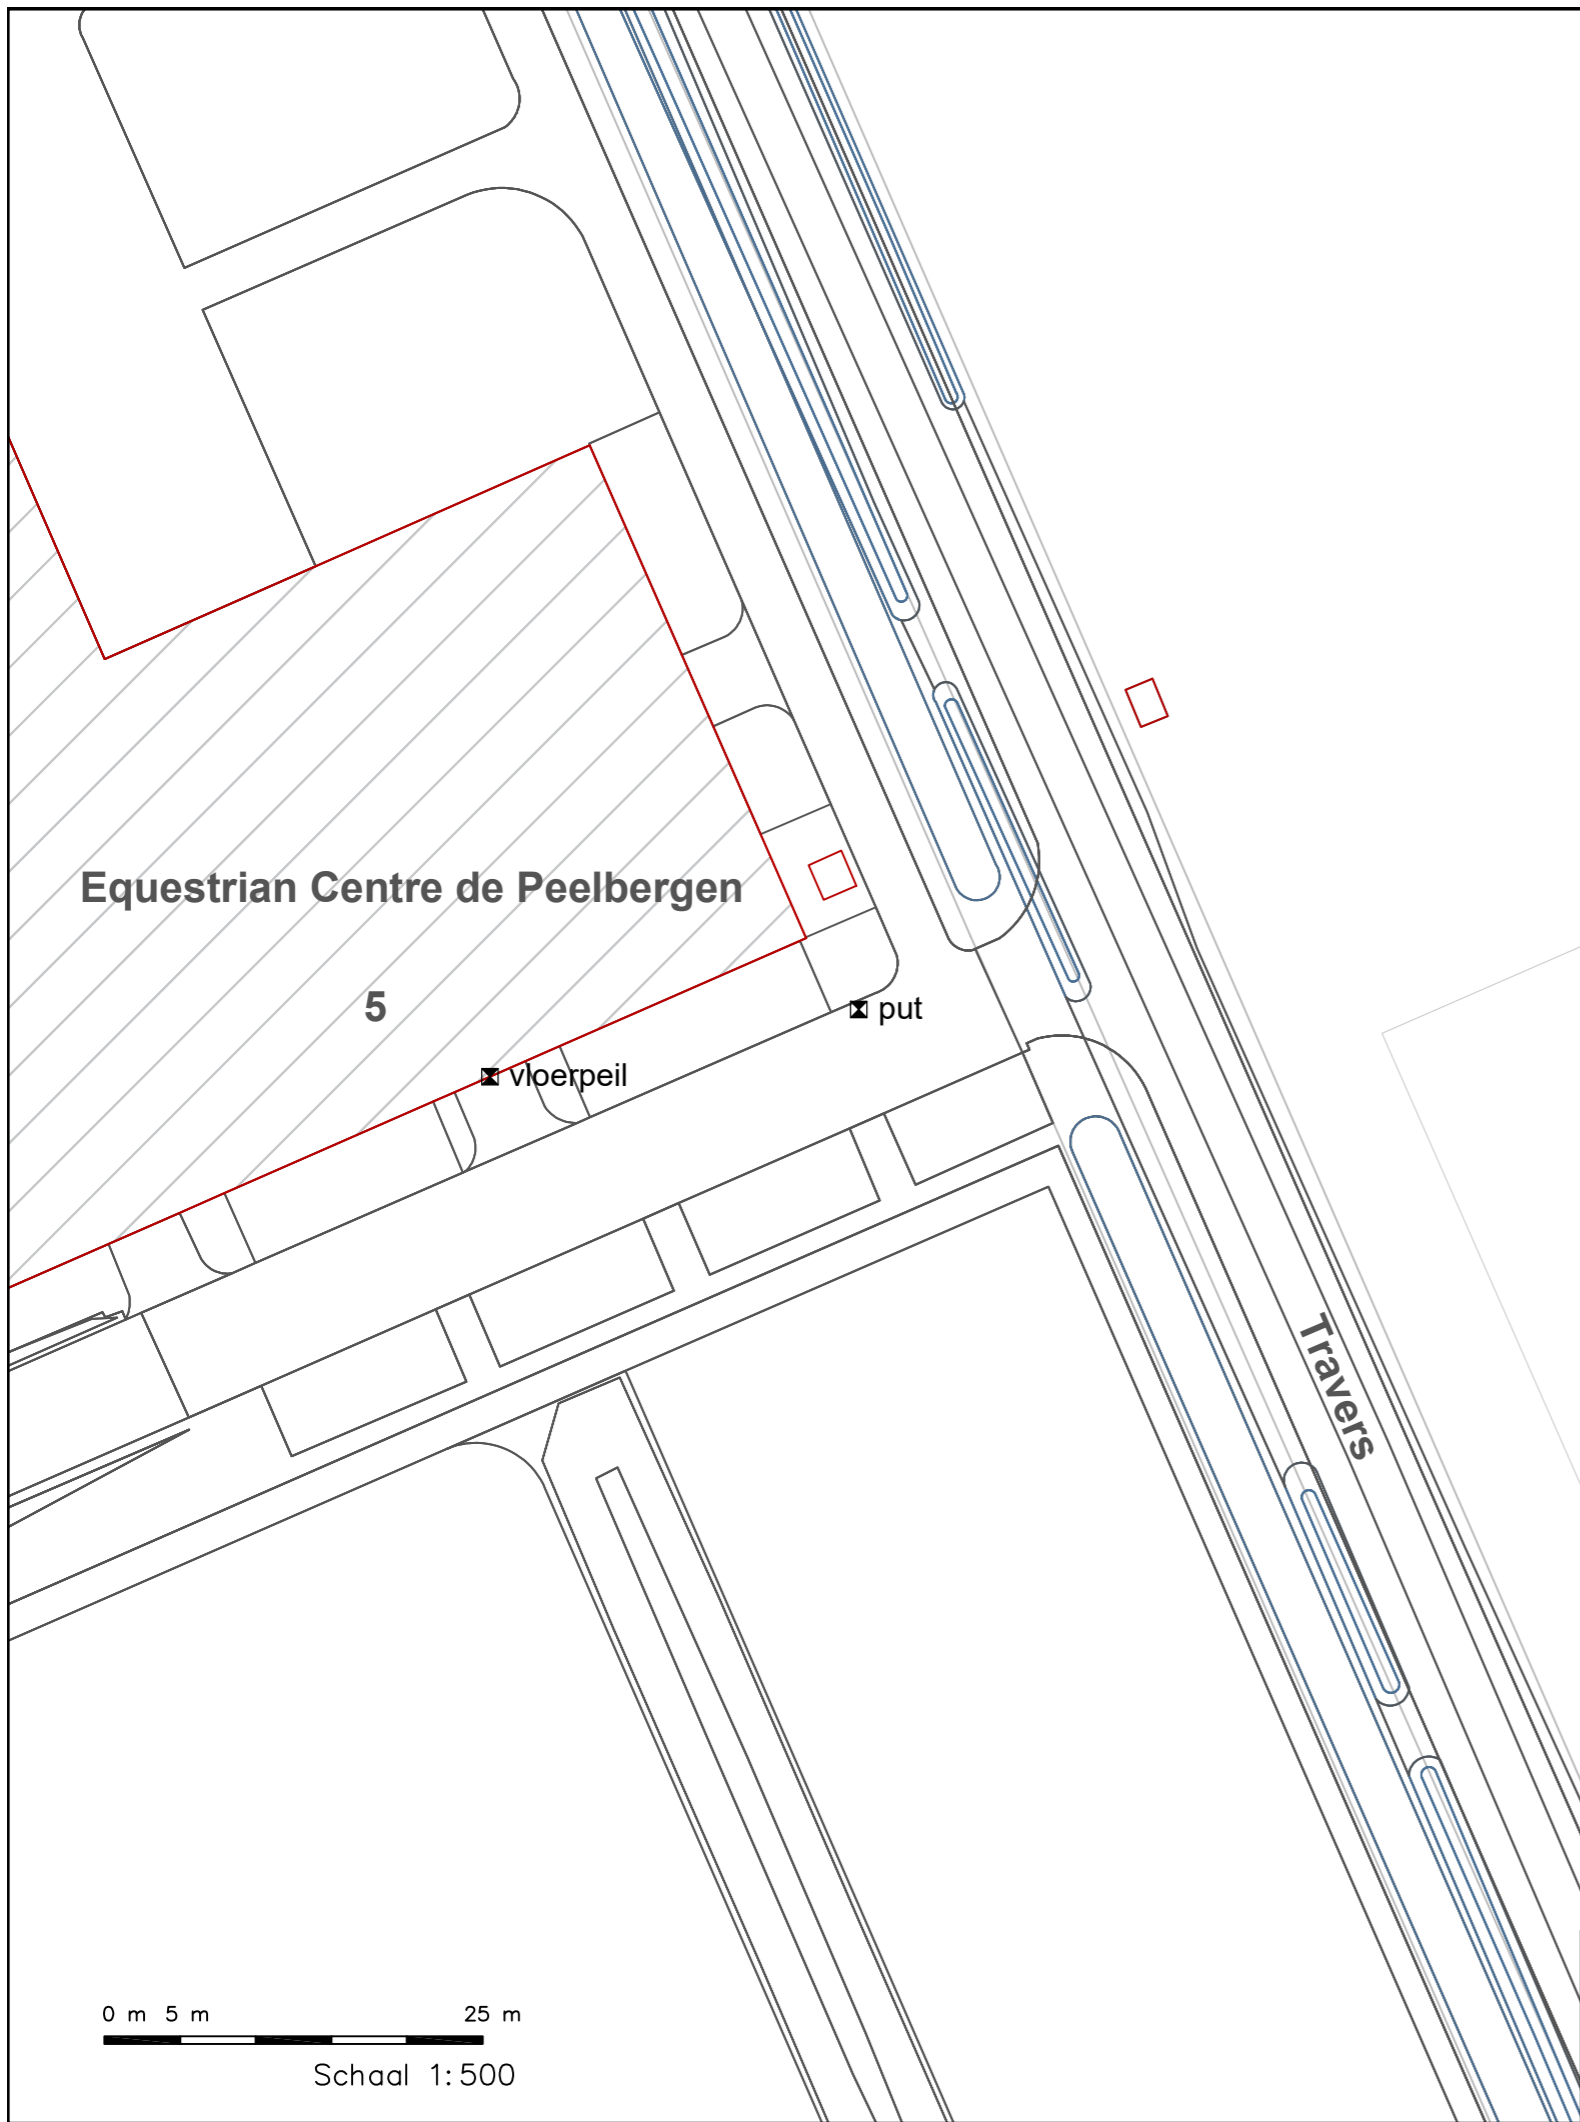 Equestrian Centre de Peelbergen
5
put
vloerpeil
Travers
0 m 5 m 25 m
Schaal 1:500